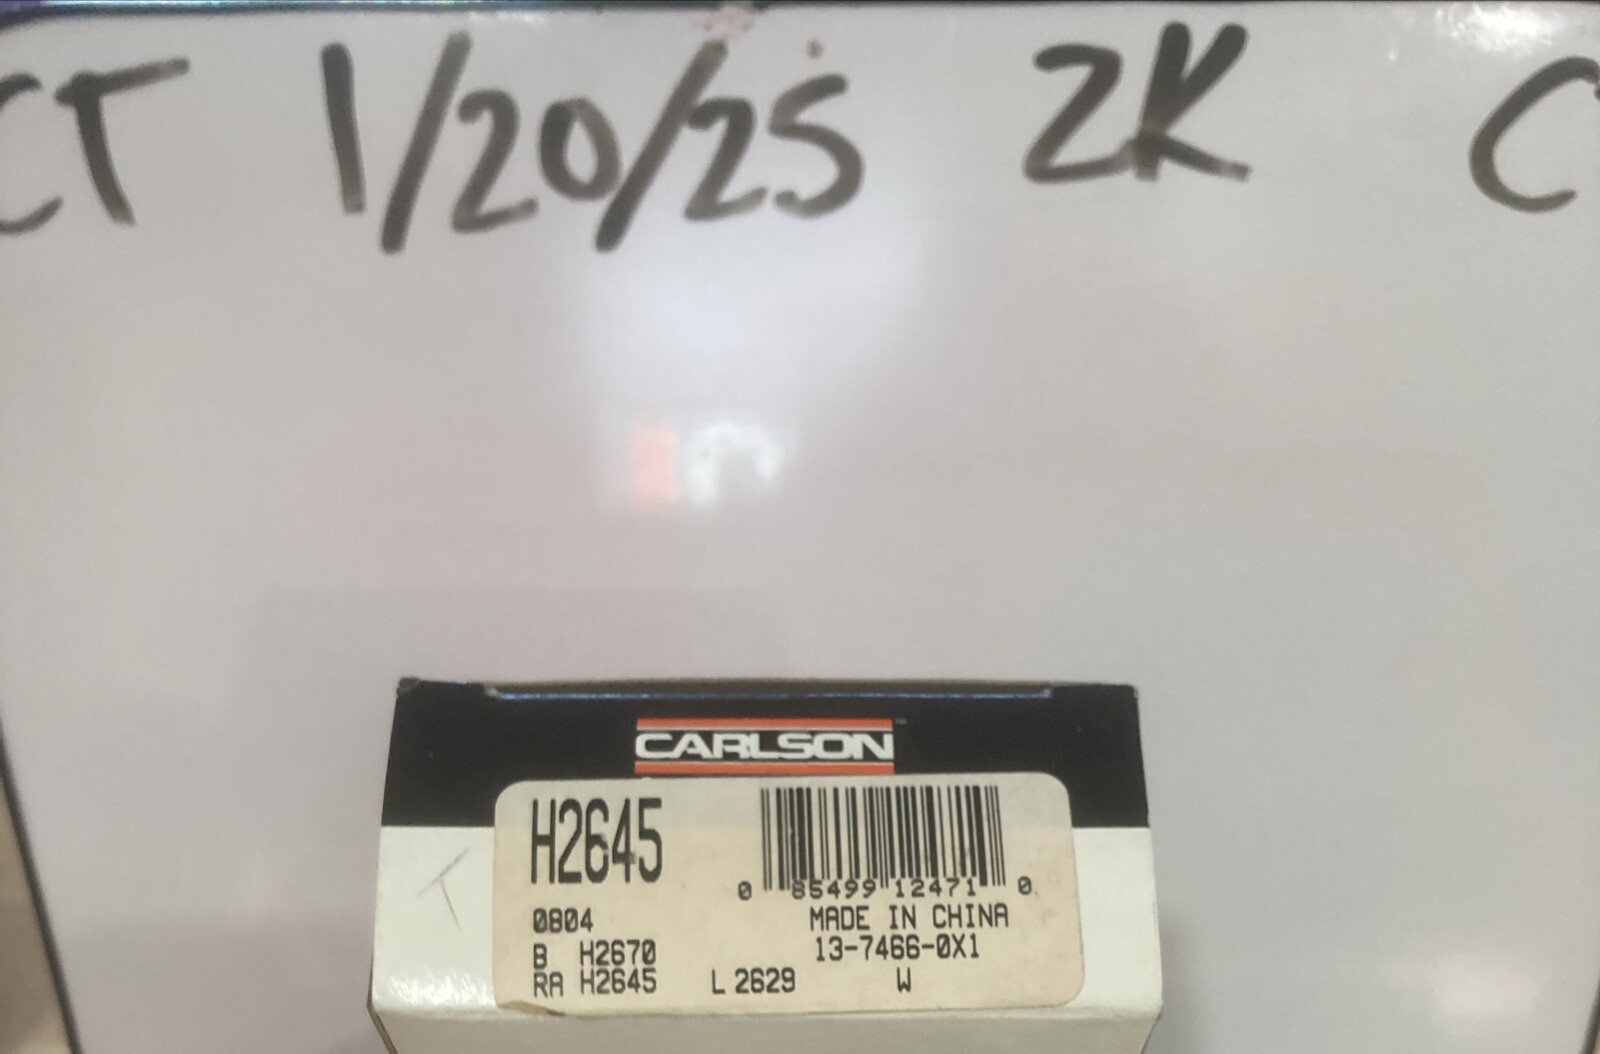 CT 1/20/25 2K C
CARLSON™
H2645
0 85499 12471 0
0804
MADE IN CHINA
B H2670
13-7466-0X1
RA H2645 L 2629 W